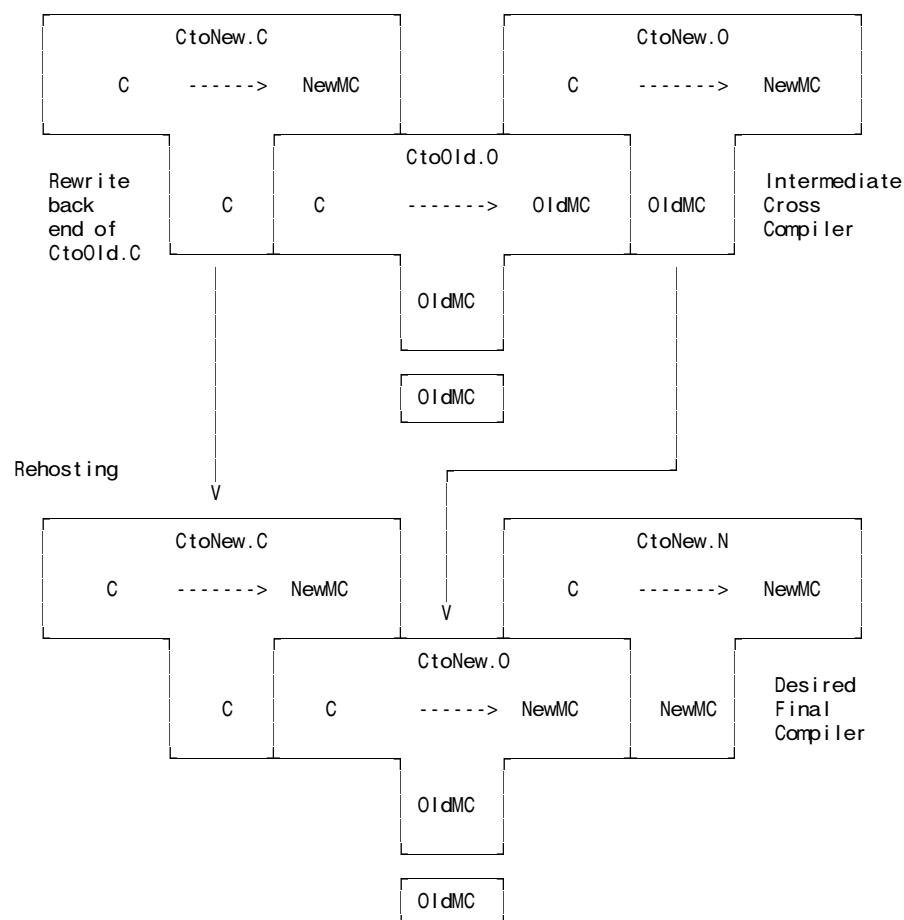 CtoNew.C CtoNew.O
C ------> NewMC C -------> NewMC
CtoOld.O
Rewrite Intermediate
back C C -------> OldMC OldMC Cross
end of Compiler
CtoOld.C
OldMC
OldMC
Rehosting
V
CtoNew.C CtoNew.N
C -------> NewMC C -------> NewMC
V
CtoNew.O
Desired
C C ------> NewMC NewMC Final
Compiler
OldMC
OldMC